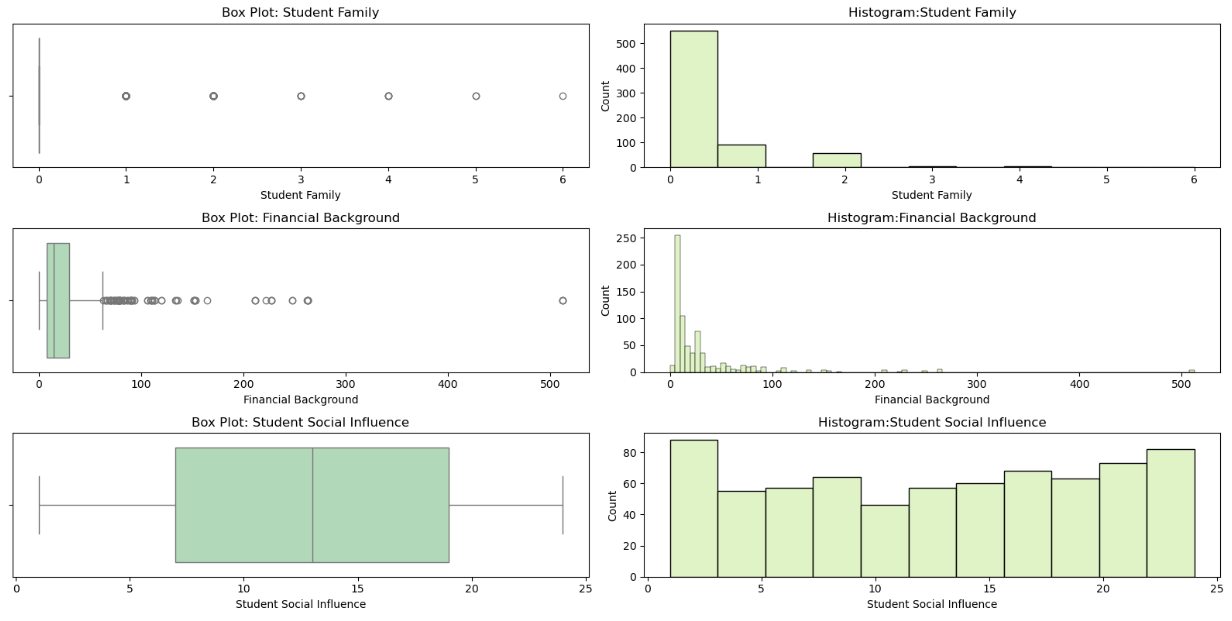 Box Plot: Student Family
0 1 2 3 4 5 6
Student Family
Histogram:Student Family
Count
500
400
300
200
100
0
0 1 2 3 4 5 6
Student Family
Box Plot: Financial Background
0 100 200 300 400 500
Financial Background
Histogram:Financial Background
Count
250
200
150
100
50
0
0 100 200 300 400 500
Financial Background
Box Plot: Student Social Influence
0 5 10 15 20 25
Student Social Influence
Histogram:Student Social Influence
Count
80
60
40
20
0
0 5 10 15 20 25
Student Social Influence